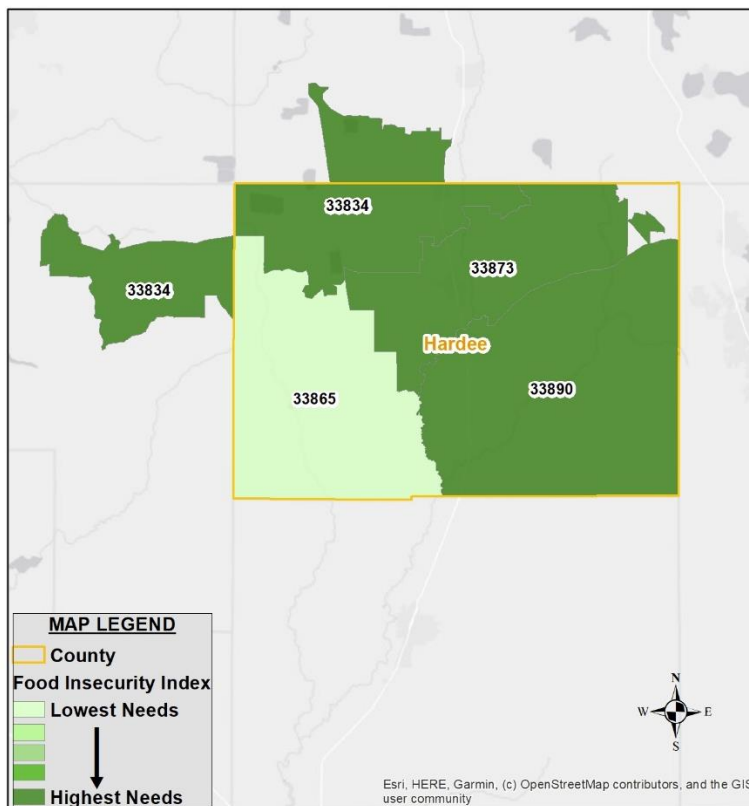 33834
33873
33834
Hardee
33890
33865
MAP LEGEND
County
Food Insecurity Index
Lowest Needs
Highest Needs
N
W E
S
Esri, HERE, Garmin, (c) OpenStreetMap contributors, and the GIS
user community